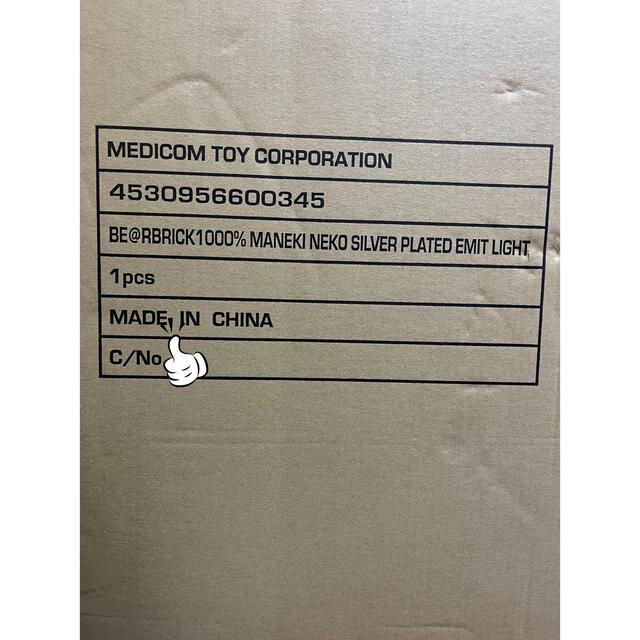 MEDICOM TOY CORPORATION
4530956600345
BE@RBRICK1000% MANEKI NEKO SILVER PLATED EMIT LIGHT
1pcs
MADE IN CHINA
C/No